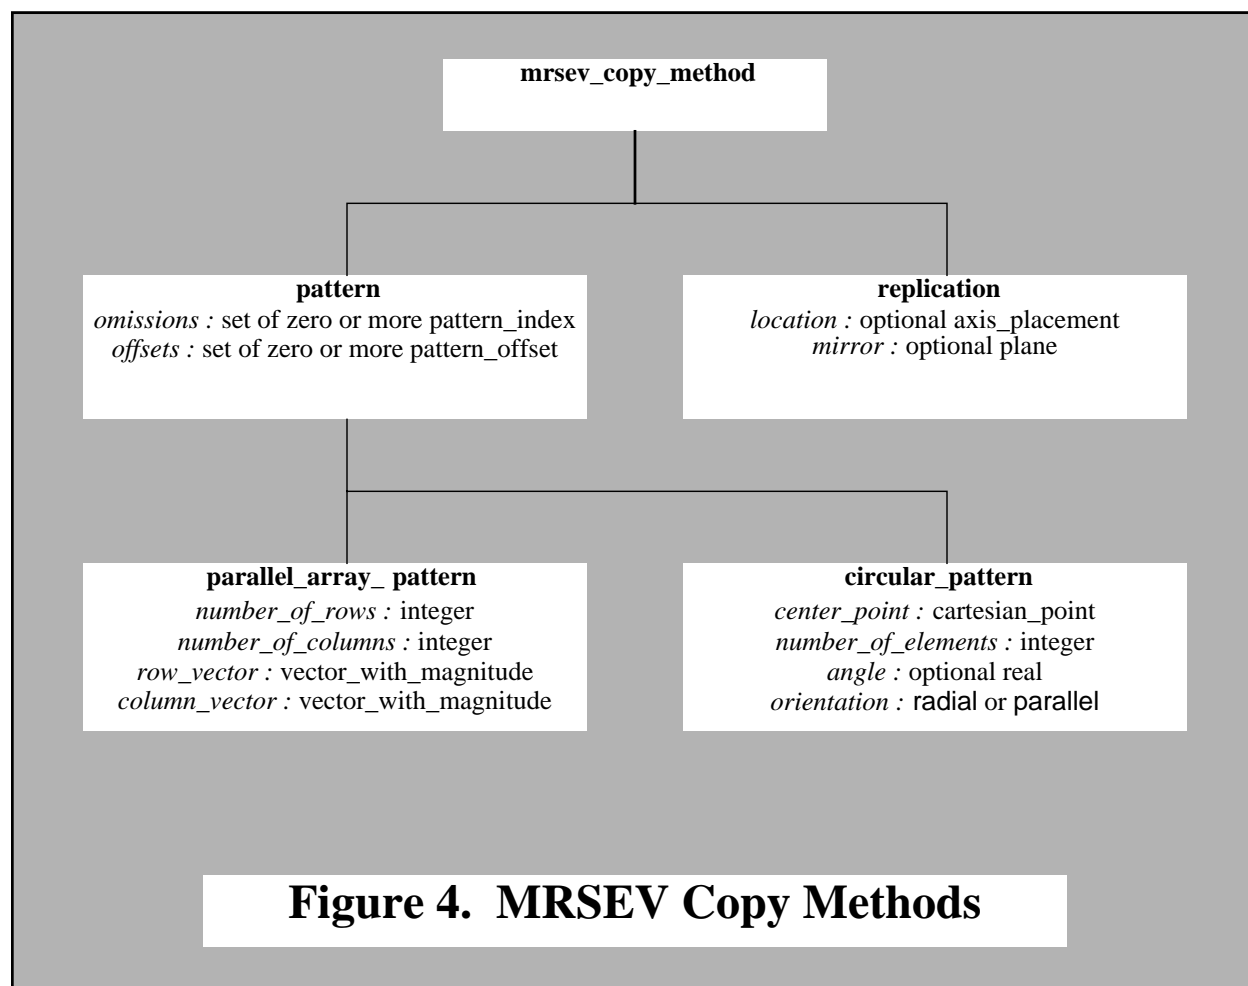 mrsev_copy_method
pattern
omissions : set of zero or more pattern_index
offsets : set of zero or more pattern_offset
replication
location : optional axis_placement
mirror : optional plane
parallel_array_ pattern
number_of_rows : integer
number_of_columns : integer
row_vector : vector_with_magnitude
column_vector : vector_with_magnitude
circular_pattern
center_point : cartesian_point
number_of_elements : integer
angle : optional real
orientation : radial or parallel
Figure 4.  MRSEV Copy Methods